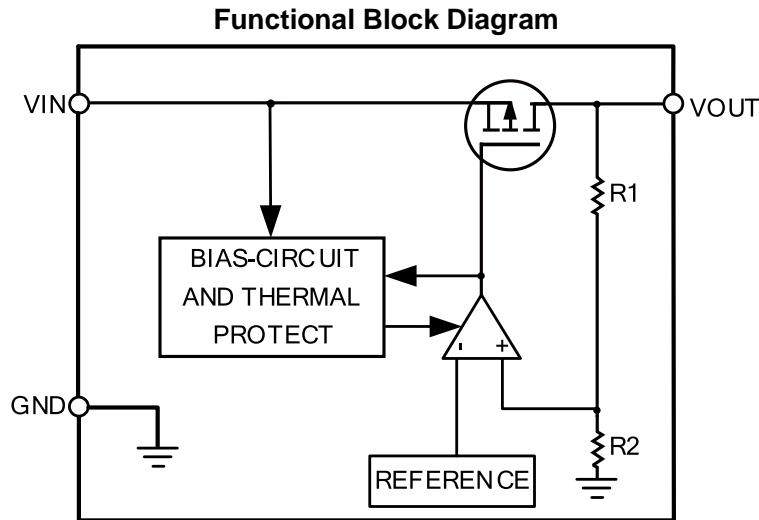 Functional Block Diagram
VIN
VOUT
R1
BIAS-CIRCUIT
AND THERMAL
PROTECT
- +
GND
R2
REFERENCE